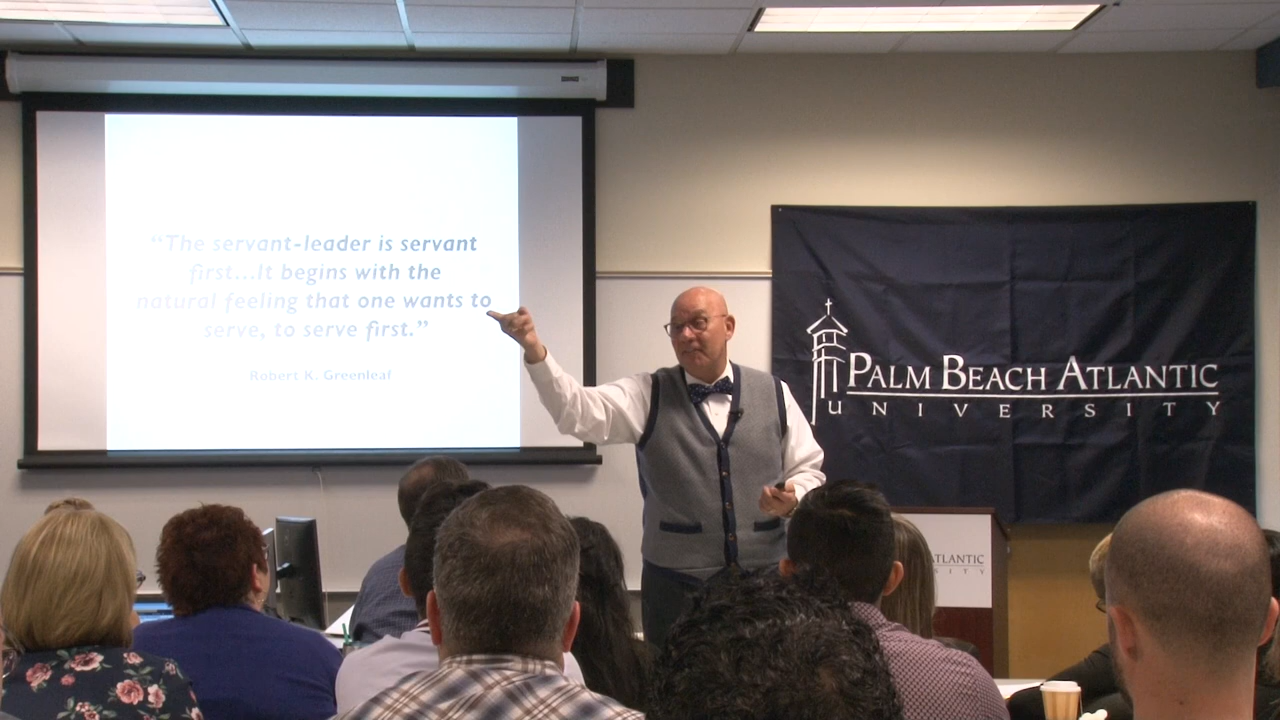 “The servant-leader is servant
first...It begins with the
natural feeling that one wants to
serve, to serve first.”
Robert K. Greenleaf
PALM BEACH ATLANTIC
UNIVERSITY
ATLANTIC
SITY